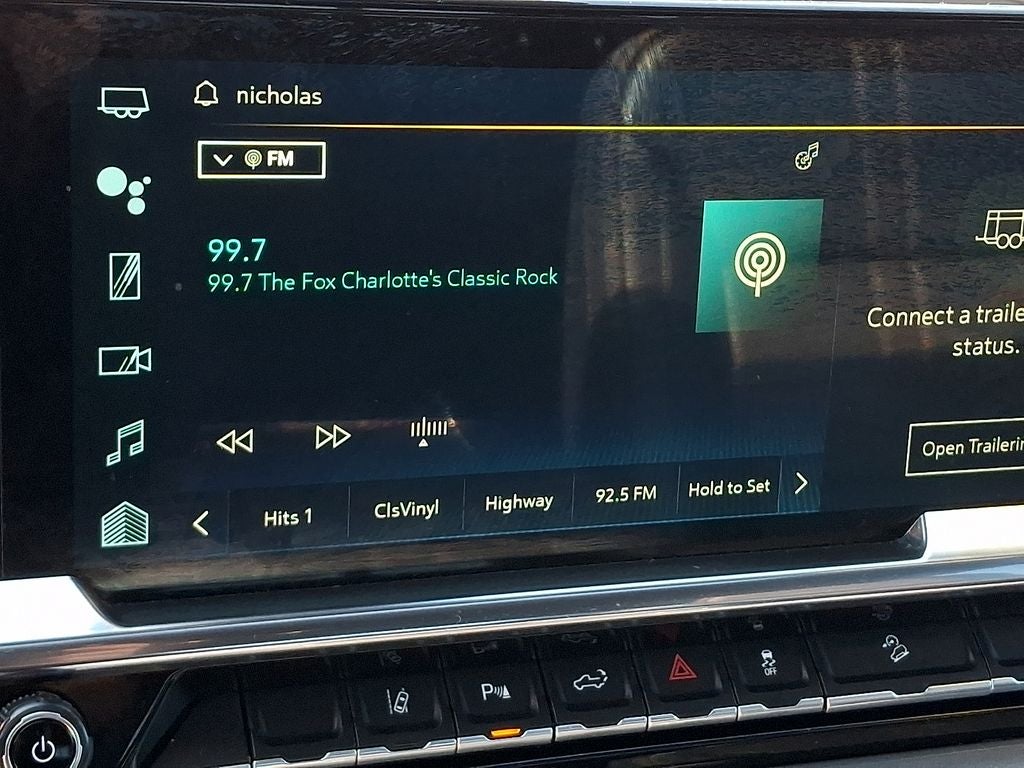 nicholas
FM
99.7
99.7 The Fox Charlotte's Classic Rock
Connect a traile
status.
Open Trailerin
Hits 1
ClsVinyl
Highway
92.5 FM
Hold to Set
P
OFF